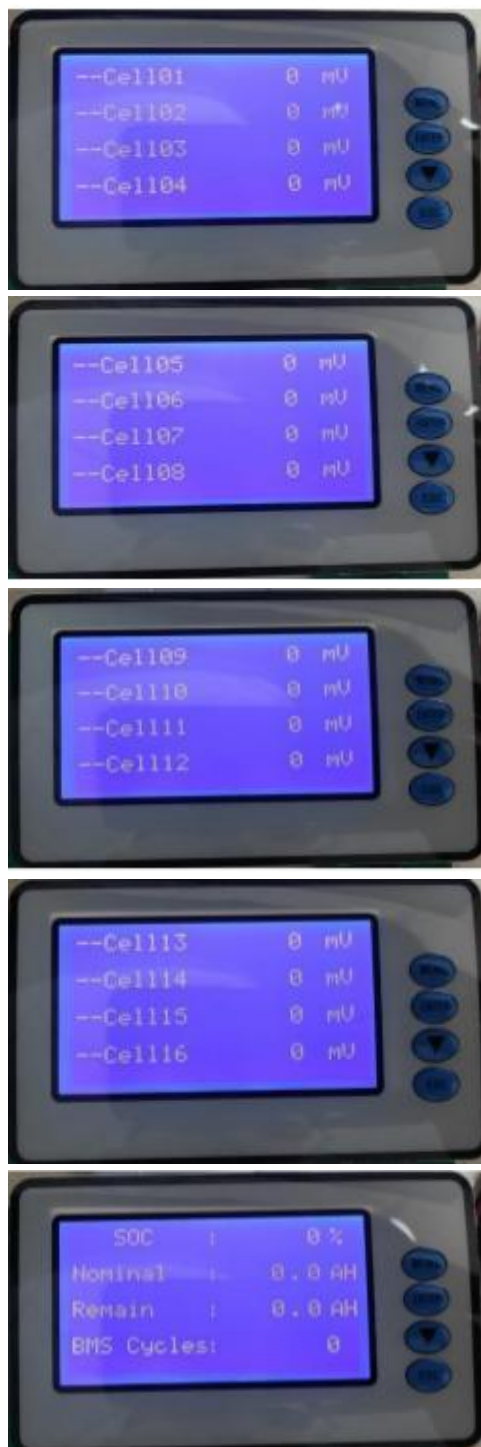 --Cell01 0 mV
--Cell02 0 mV
--Cell03 0 mV
--Cell04 0 mV
--Cell05 0 mV
--Cell06 0 mV
--Cell07 0 mV
--Cell08 0 mV
--Cell09 0 mV
--Cell10 0 mV
--Cell11 0 mV
--Cell12 0 mV
--Cell13 0 mV
--Cell14 0 mV
--Cell15 0 mV
--Cell16 0 mV
SOC : 0 %
Nominal : 0.0 AH
Remain : 0.0 AH
BMS Cycles: 0